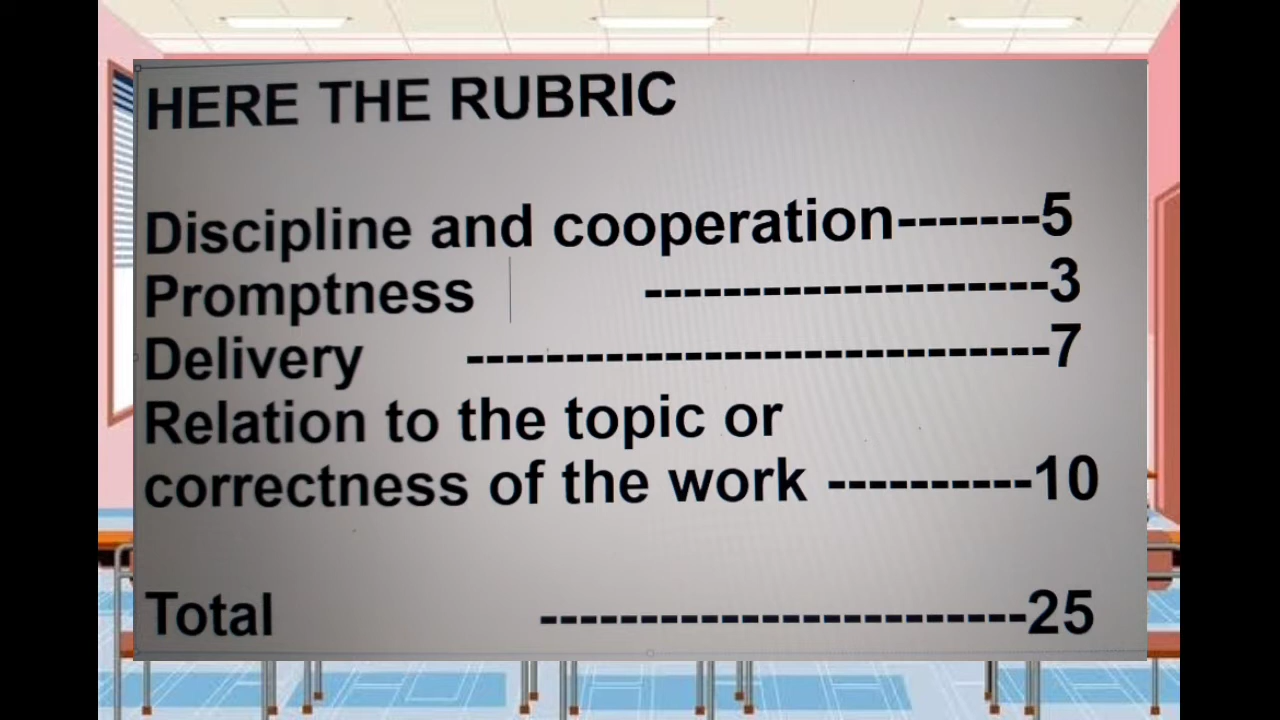 HERE THE RUBRIC
Discipline and cooperation-------5
Promptness -------------------3
Delivery ----------------------------7
Relation to the topic or
correctness of the work ----------10
Total ------------------------25